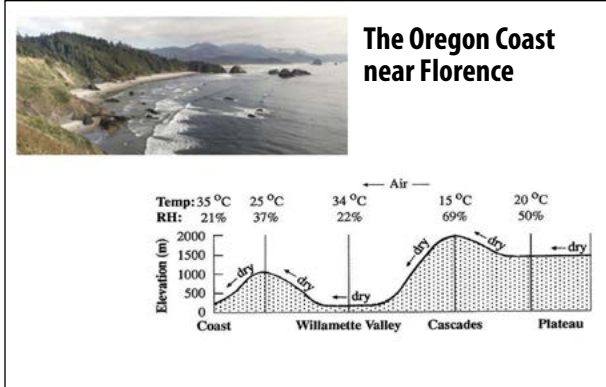 The Oregon Coast
near Florence
← Air —
Temp: 35 °C 25 °C 34 °C 15 °C 20 °C
RH: 21% 37% 22% 69% 50%
Elevation (m)
2000
1500
1000
500
0
dry
dry
dry
dry
dry
dry
Coast Willamette Valley Cascades Plateau